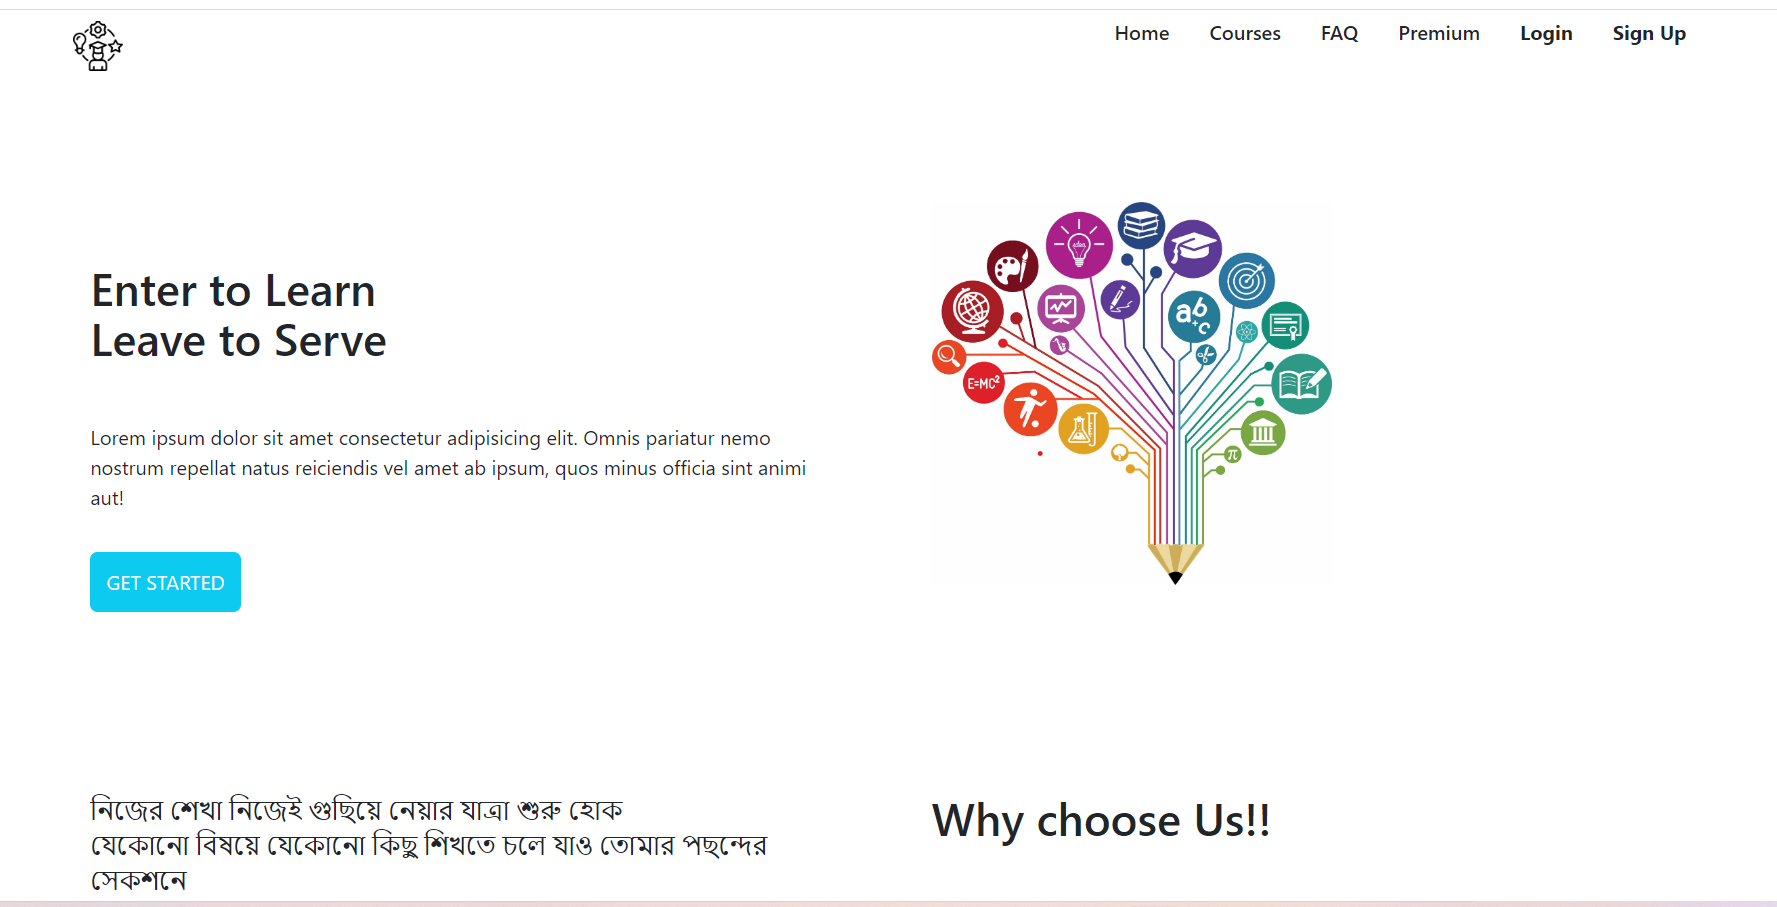 Home Courses FAQ Premium Login Sign Up
Enter to Learn
Leave to Serve
Lorem ipsum dolor sit amet consectetur adipisicing elit. Omnis pariatur nemo
nostrum repellat natus reiciendis vel amet ab ipsum, quos minus officia sint animi
aut!
GET STARTED
idea
ab
+c
E=MC²
π
নিজের শেখা নিজেই গুছিয়ে নেয়ার যাত্রা শুরু হোক
যেকোনো বিষয়ে যেকোনো কিছু শিখতে চলে যাও তোমার পছন্দের
সেকশনে
Why choose Us!!